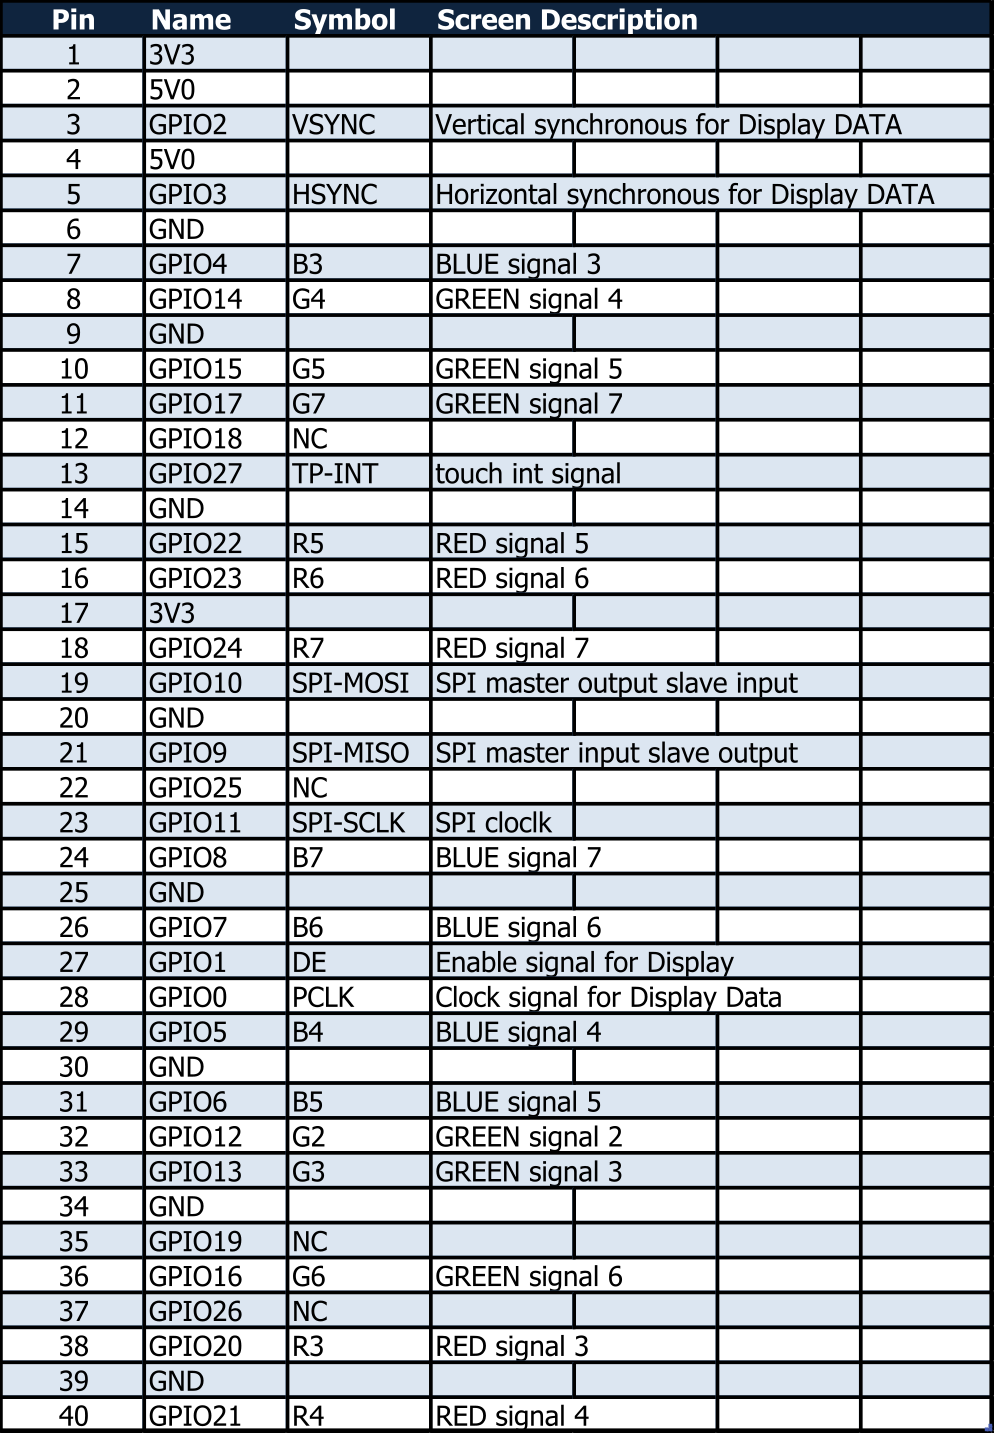 Pin Name Symbol Screen Description
1 3V3
2 5V0
3 GPIO2 VSYNC Vertical synchronous for Display DATA
4 5V0
5 GPIO3 HSYNC Horizontal synchronous for Display DATA
6 GND
7 GPIO4 B3 BLUE signal 3
8 GPIO14 G4 GREEN signal 4
9 GND
10 GPIO15 G5 GREEN signal 5
11 GPIO17 G7 GREEN signal 7
12 GPIO18 NC
13 GPIO27 TP-INT touch int signal
14 GND
15 GPIO22 R5 RED signal 5
16 GPIO23 R6 RED signal 6
17 3V3
18 GPIO24 R7 RED signal 7
19 GPIO10 SPI-MOSI SPI master output slave input
20 GND
21 GPIO9 SPI-MISO SPI master input slave output
22 GPIO25 NC
23 GPIO11 SPI-SCLK SPI cloclk
24 GPIO8 B7 BLUE signal 7
25 GND
26 GPIO7 B6 BLUE signal 6
27 GPIO1 DE Enable signal for Display
28 GPIO0 PCLK Clock signal for Display Data
29 GPIO5 B4 BLUE signal 4
30 GND
31 GPIO6 B5 BLUE signal 5
32 GPIO12 G2 GREEN signal 2
33 GPIO13 G3 GREEN signal 3
34 GND
35 GPIO19 NC
36 GPIO16 G6 GREEN signal 6
37 GPIO26 NC
38 GPIO20 R3 RED signal 3
39 GND
40 GPIO21 R4 RED signal 4